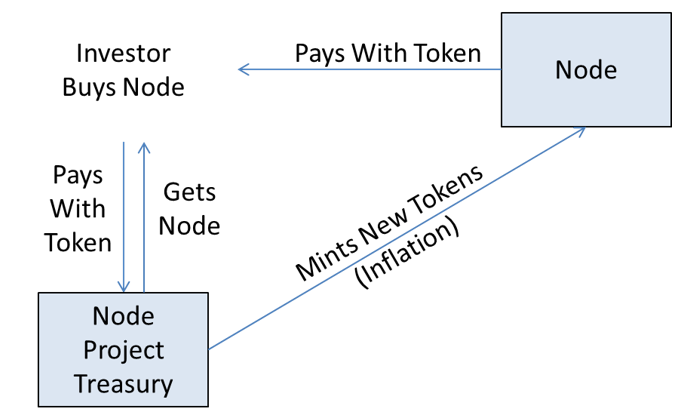 Investor
Buys Node
Pays With Token
Node
Pays
With
Token
Gets
Node
Mints New Tokens
(Inflation)
Node
Project
Treasury